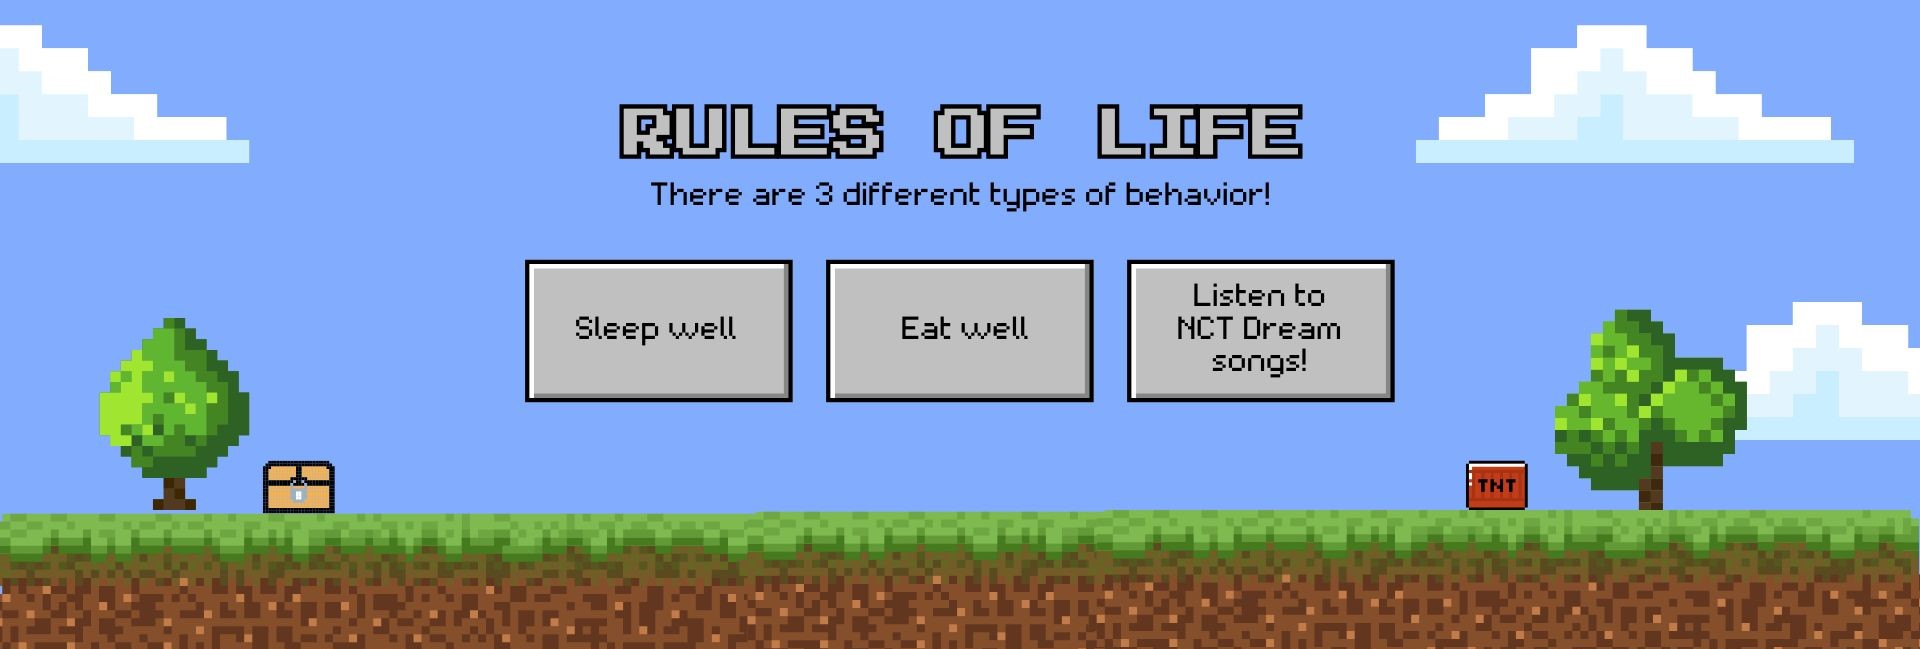 RULES OF LIFE
There are 3 different types of behavior!
Sleep well
Eat well
Listen to
NCT Dream
songs!
TNT